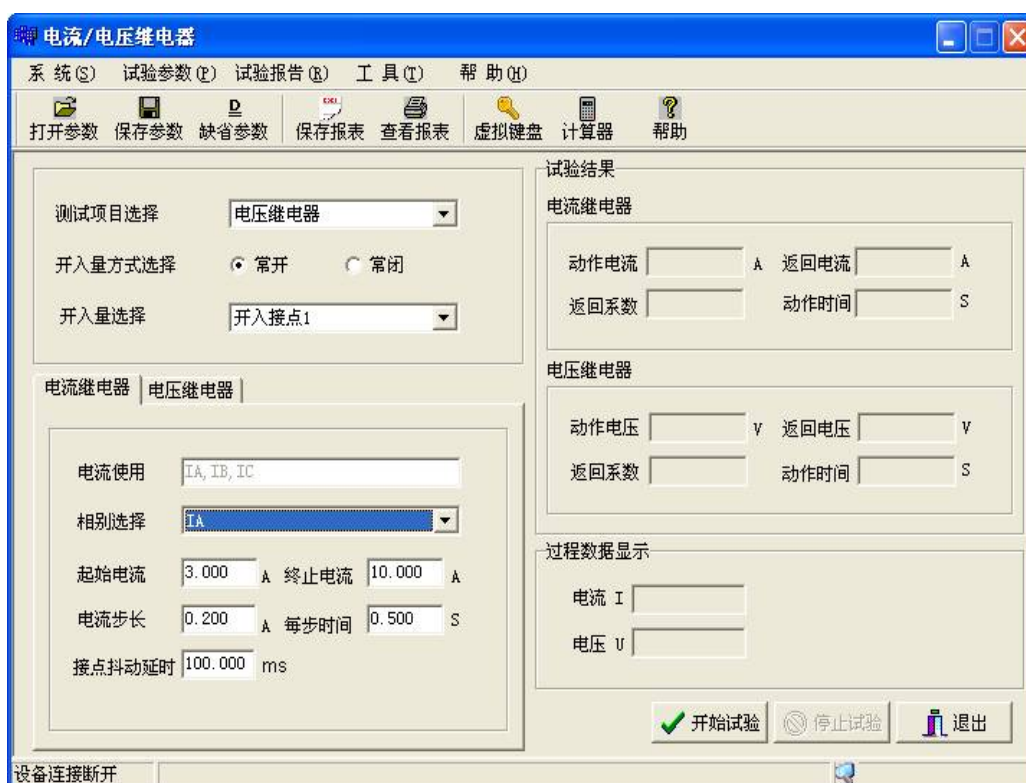 电流/电压继电器
系 统(S) 试验参数(P) 试验报告(R) 工 具(T) 帮 助(H)
D EXL
打开参数 保存参数 缺省参数 保存报表 查看报表 虚拟键盘 计算器 帮助
测试项目选择 电压继电器
开入量方式选择 常开 常闭
开入量选择 开入接点1
电流继电器 电压继电器
电流使用 IA,IB,IC
相别选择 IA
起始电流 3.000 A 终止电流 10.000 A
电流步长 0.200 A 每步时间 0.500 S
接点抖动延时 100.000 ms
试验结果
电流继电器
动作电流 A 返回电流 A
返回系数 动作时间 S
电压继电器
动作电压 V 返回电压 V
返回系数 动作时间 S
过程数据显示
电流 I
电压 U
开始试验 停止试验 退出
设备连接断开